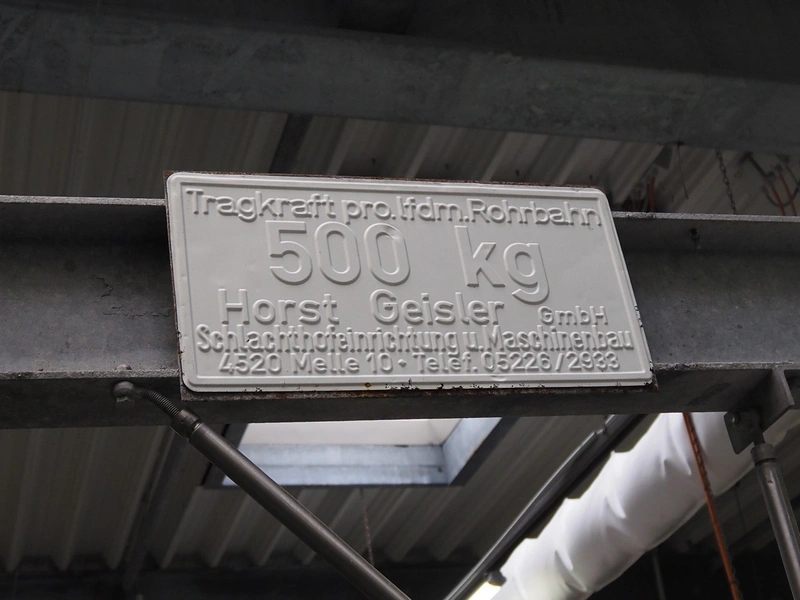 Tragkraft pro.lfdm.Rohrbahn
500 kg
Horst Geisler GmbH
Schlachthofeinrichtung u. Maschinenbau
4520 Melle 10 · Telef. 05226/2933